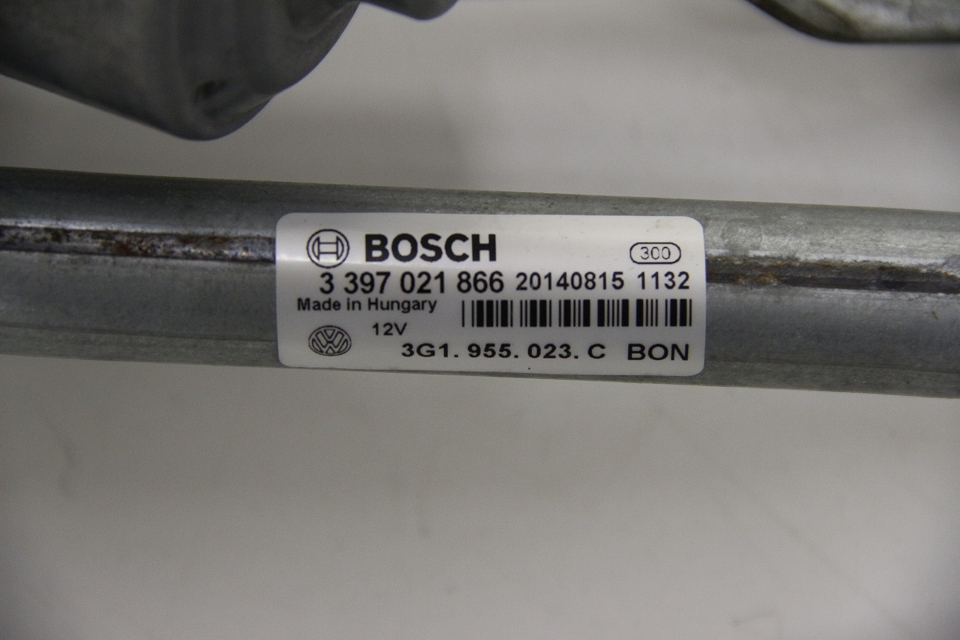 BOSCH 300
3 397 021 866 20140815 1132
Made in Hungary
12V
3G1. 955. 023. C BON